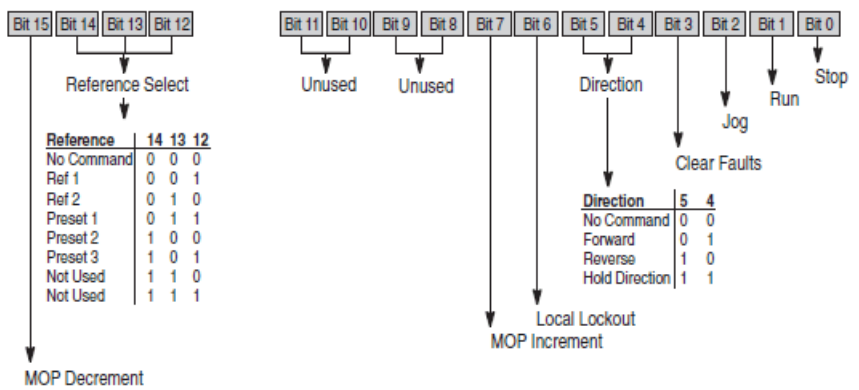 Bit 15 Bit 14 Bit 13 Bit 12 Bit 11 Bit 10 Bit 9 Bit 8 Bit 7 Bit 6 Bit 5 Bit 4 Bit 3 Bit 2 Bit 1 Bit 0
Reference Select
Unused
Unused
Direction
Stop
Run
Jog
Clear Faults
Reference 14 13 12
No Command 0 0 0
Ref 1 0 0 1
Ref 2 0 1 0
Preset 1 0 1 1
Preset 2 1 0 0
Preset 3 1 0 1
Not Used 1 1 0
Not Used 1 1 1
Direction 5 4
No Command 0 0
Forward 0 1
Reverse 1 0
Hold Direction 1 1
Local Lockout
MOP Increment
MOP Decrement